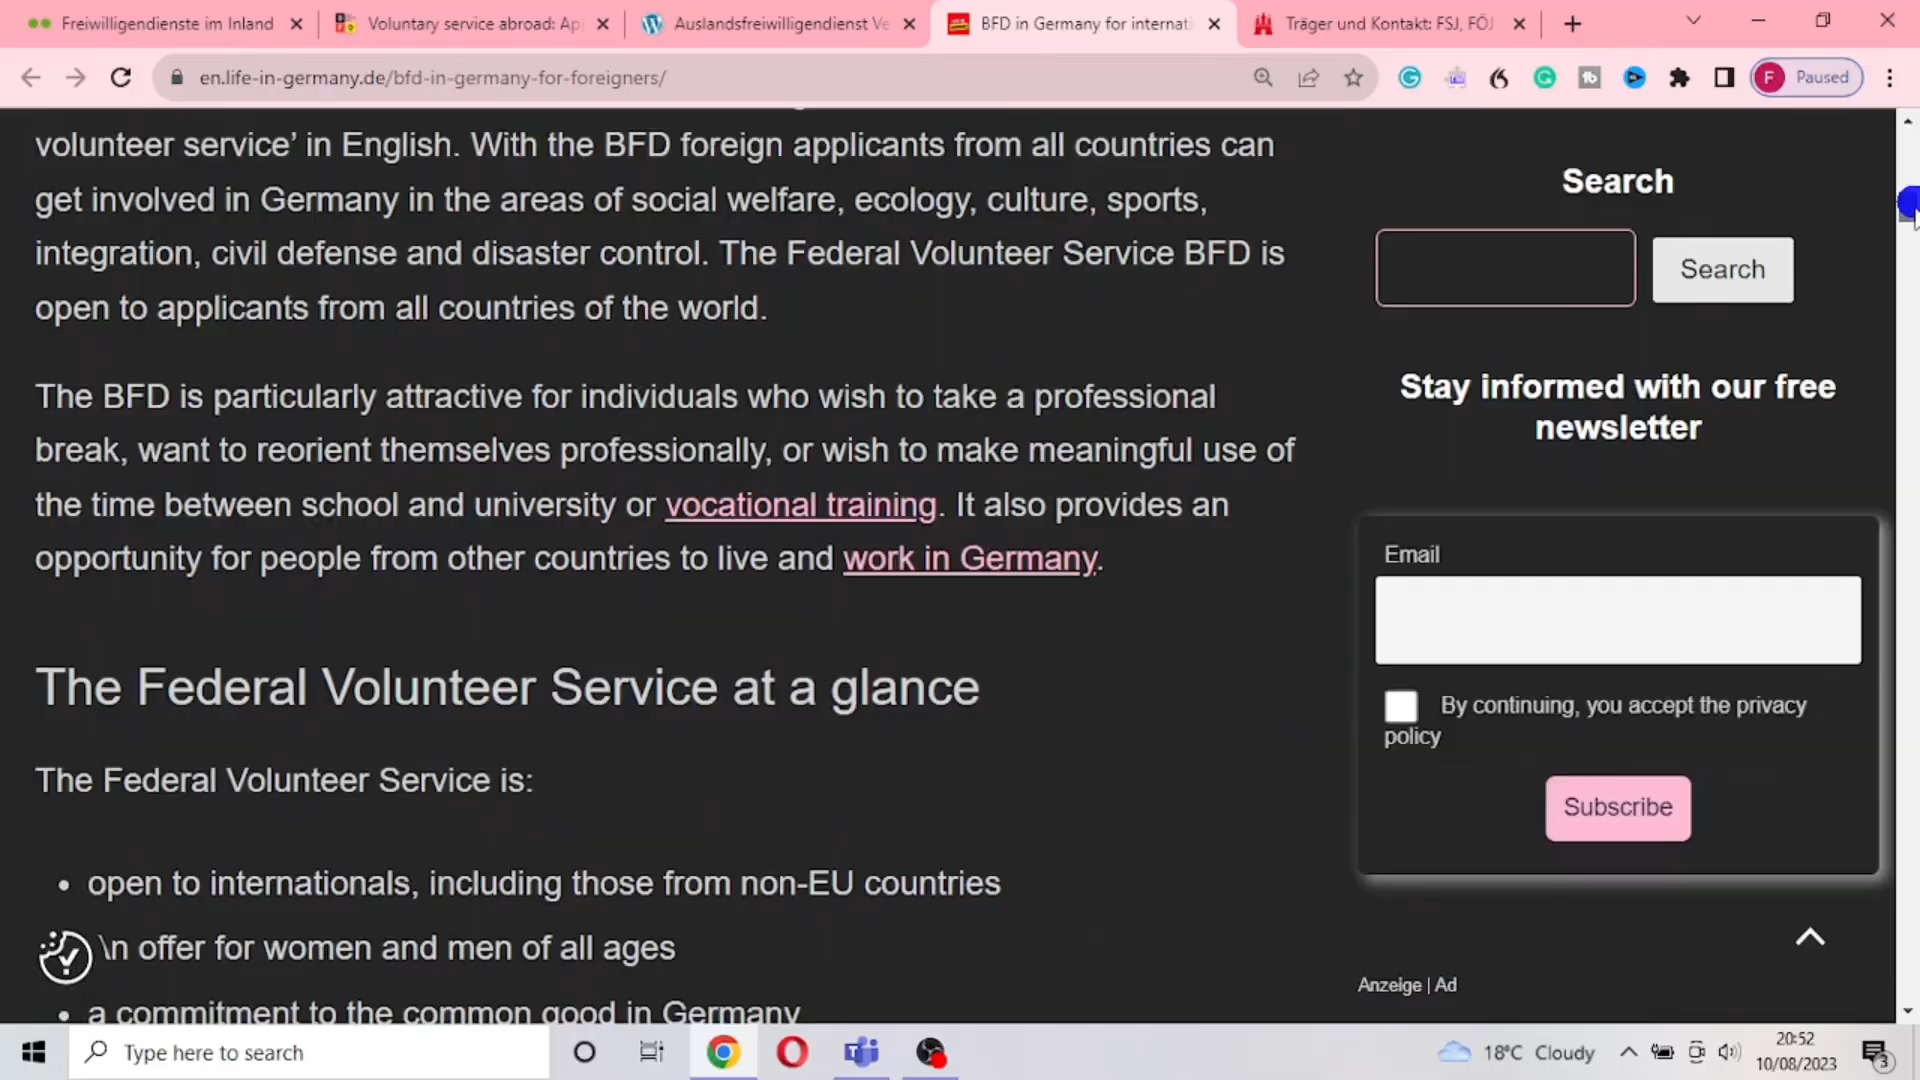 Freiwilligendienste im Inland
Voluntary service abroad: Ap
Auslandsfreiwilligendienst Ve
BFD in Germany for internati
Träger und Kontakt: FSJ, FÖJ
en.life-in-germany.de/bfd-in-germany-for-foreigners/
F Paused
volunteer service’ in English. With the BFD foreign applicants from all countries can
get involved in Germany in the areas of social welfare, ecology, culture, sports,
integration, civil defense and disaster control. The Federal Volunteer Service BFD is
open to applicants from all countries of the world.
The BFD is particularly attractive for individuals who wish to take a professional
break, want to reorient themselves professionally, or wish to make meaningful use of
the time between school and university or vocational training. It also provides an
opportunity for people from other countries to live and work in Germany.
The Federal Volunteer Service at a glance
The Federal Volunteer Service is:
• open to internationals, including those from non-EU countries
\n offer for women and men of all ages
• a commitment to the common good in Germany
Search
Search
Stay informed with our free
newsletter
Email
By continuing, you accept the privacy
policy
Subscribe
Anzeige | Ad
Type here to search
18°C Cloudy
20:52
10/08/2023
3